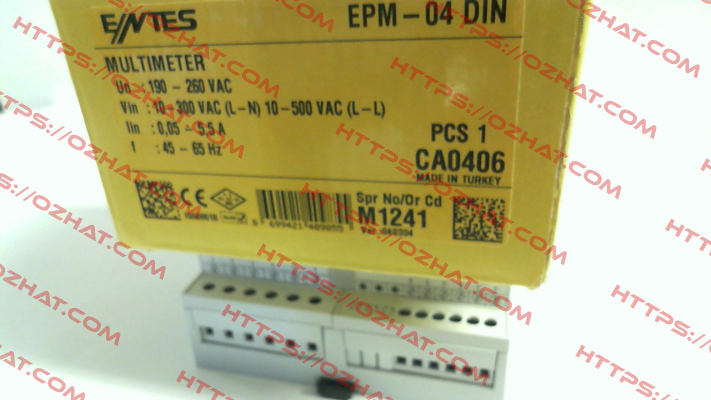 ENTES
EPM-04 DIN
MULTIMETER
Un : 190 - 260 VAC
Vin : 10-300 VAC (L-N) 10-500 VAC (L-L)
Iin : 0,05 - 5,5 A
f : 45 - 65 Hz
PCS 1
CA0406
MADE IN TURKEY
CE
Spr No/Or Cd
M1241
HTTPS://OZHAT.COM